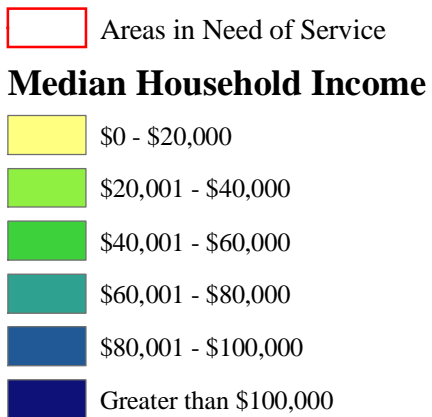 Areas in Need of Service
Median Household Income
$0 - $20,000
$20,001 - $40,000
$40,001 - $60,000
$60,001 - $80,000
$80,001 - $100,000
Greater than $100,000